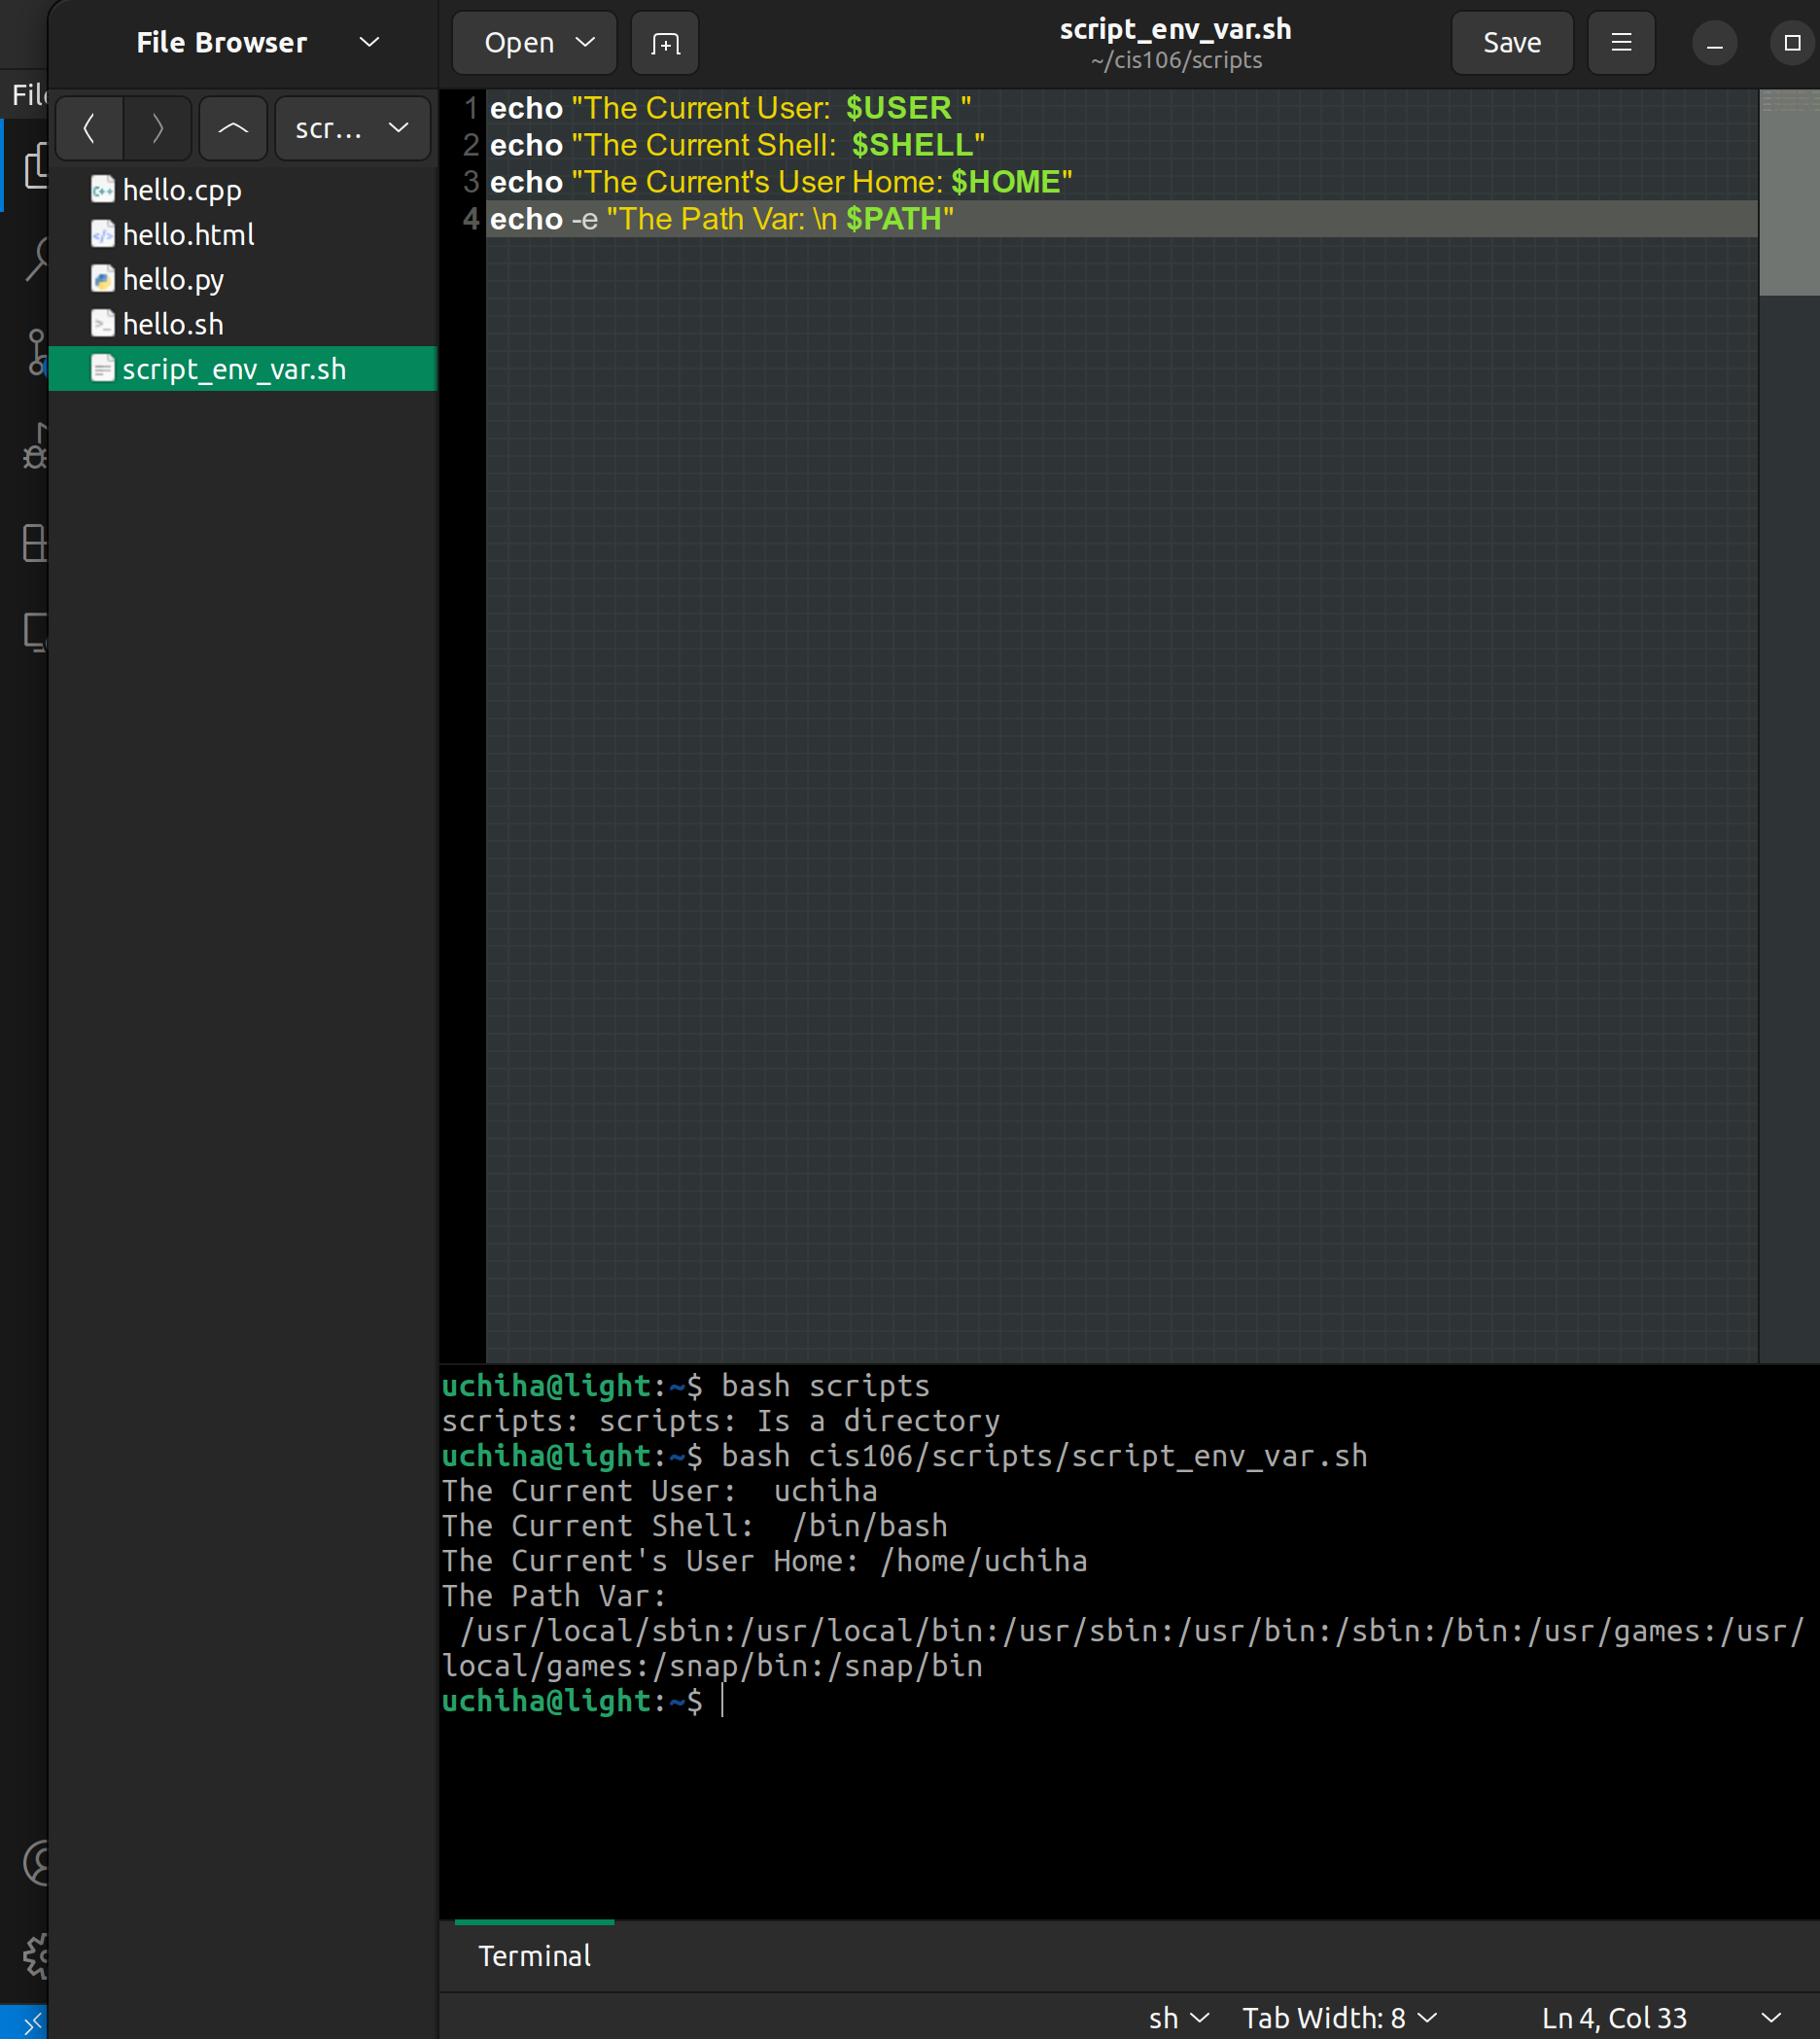 File Browser
Open
script_env_var.sh
~/cis106/scripts
Save
scr...
hello.cpp
hello.html
hello.py
hello.sh
script_env_var.sh
1 echo "The Current User:  $USER "
2 echo "The Current Shell:  $SHELL"
3 echo "The Current's User Home: $HOME"
4 echo -e "The Path Var: \n $PATH"
uchiha@light:~$ bash scripts
scripts: scripts: Is a directory
uchiha@light:~$ bash cis106/scripts/script_env_var.sh
The Current User:  uchiha
The Current Shell:  /bin/bash
The Current's User Home: /home/uchiha
The Path Var:
 /usr/local/sbin:/usr/local/bin:/usr/sbin:/usr/bin:/sbin:/bin:/usr/games:/usr/
local/games:/snap/bin:/snap/bin
uchiha@light:~$
Terminal
sh Tab Width: 8 Ln 4, Col 33